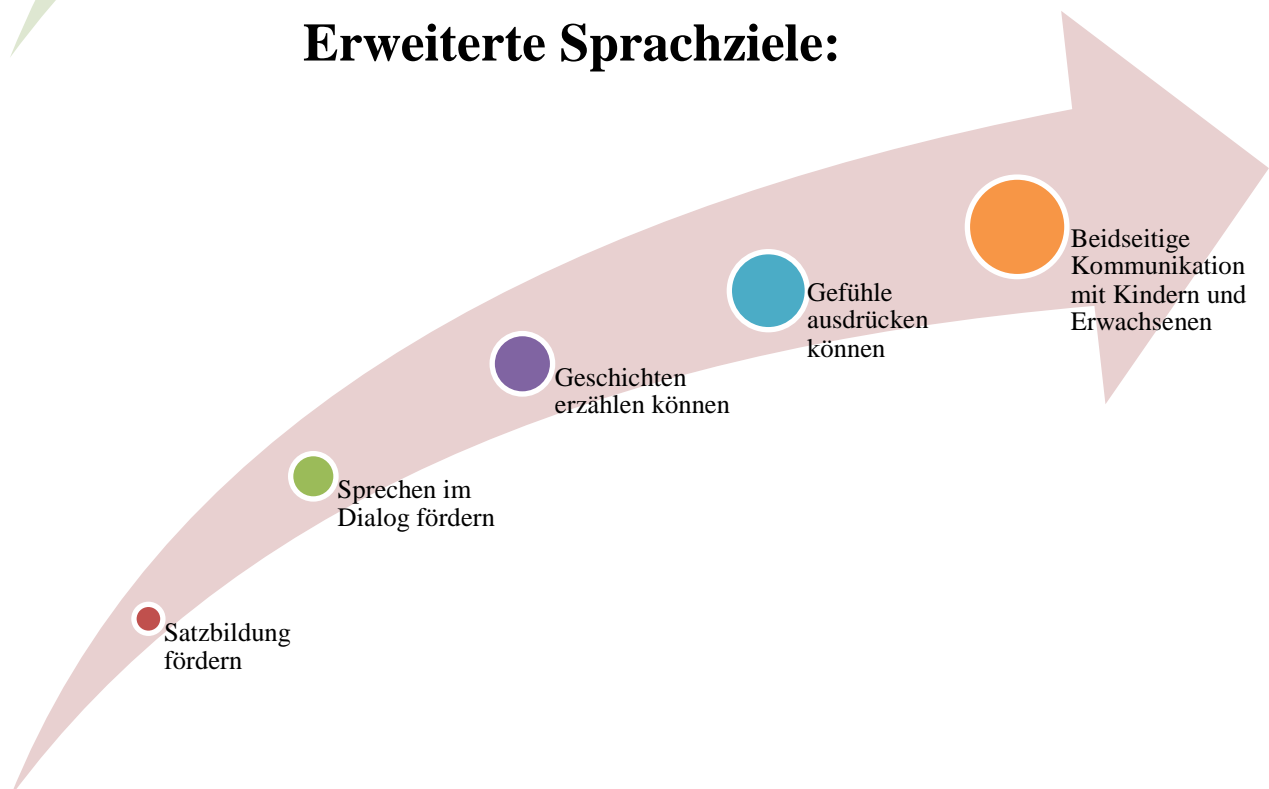 Erweiterte Sprachziele:
Satzbildung
fördern
Sprechen im
Dialog fördern
Geschichten
erzählen können
Gefühle
ausdrücken
können
Beidseitige
Kommunikation
mit Kindern und
Erwachsenen